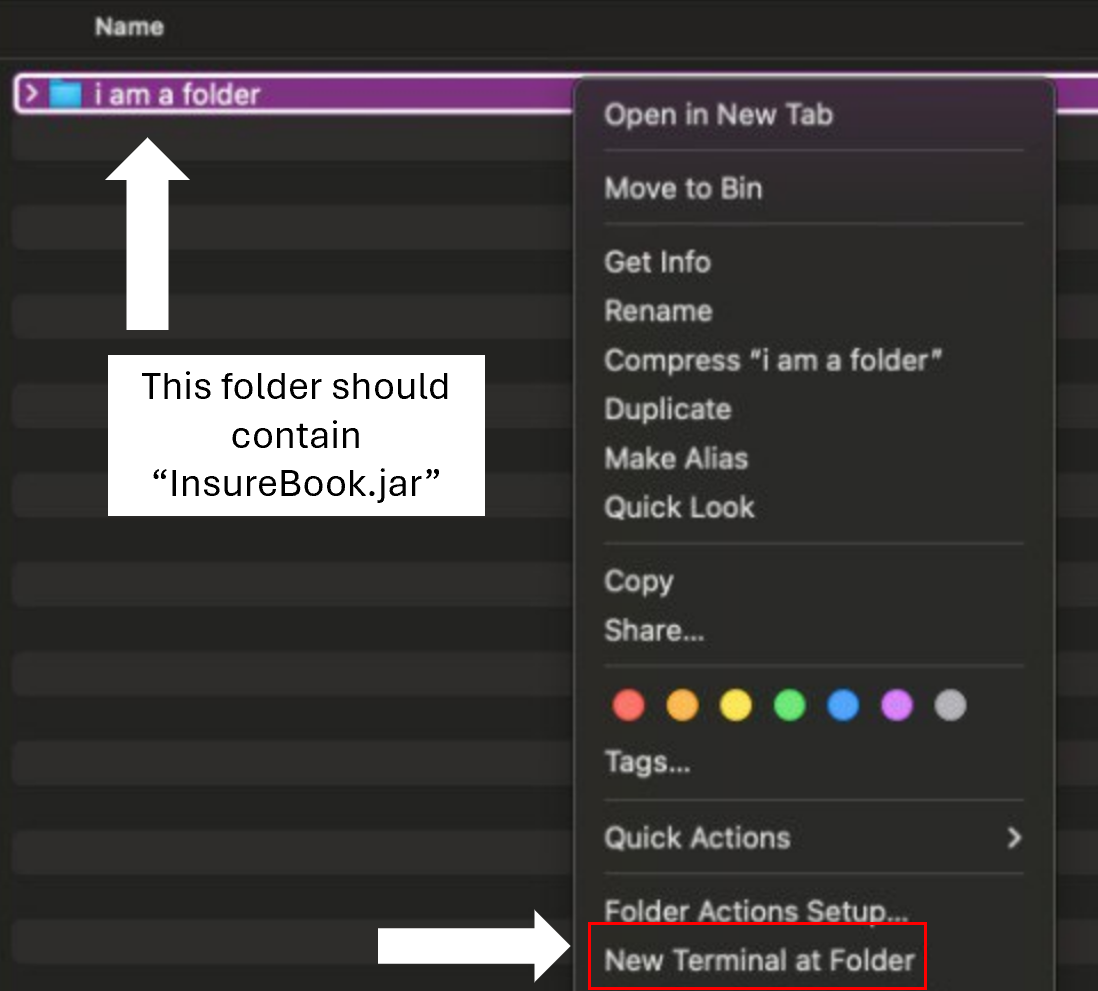 Name
i am a folder
Open in New Tab
Move to Bin
Get Info
Rename
Compress “i am a folder”
Duplicate
Make Alias
Quick Look
Copy
Share...
Tags...
Quick Actions
Folder Actions Setup...
New Terminal at Folder
This folder should
contain
“InsureBook.jar”